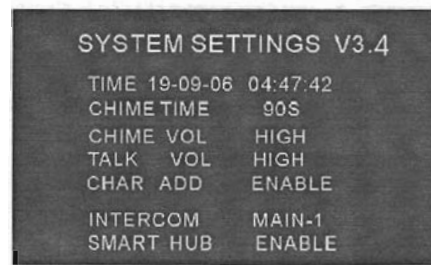 SYSTEM SETTINGS V3.4
TIME 19-09-06 04:47:42
CHIME TIME 90S
CHIME VOL HIGH
TALK VOL HIGH
CHAR ADD ENABLE
INTERCOM MAIN-1
SMART HUB ENABLE